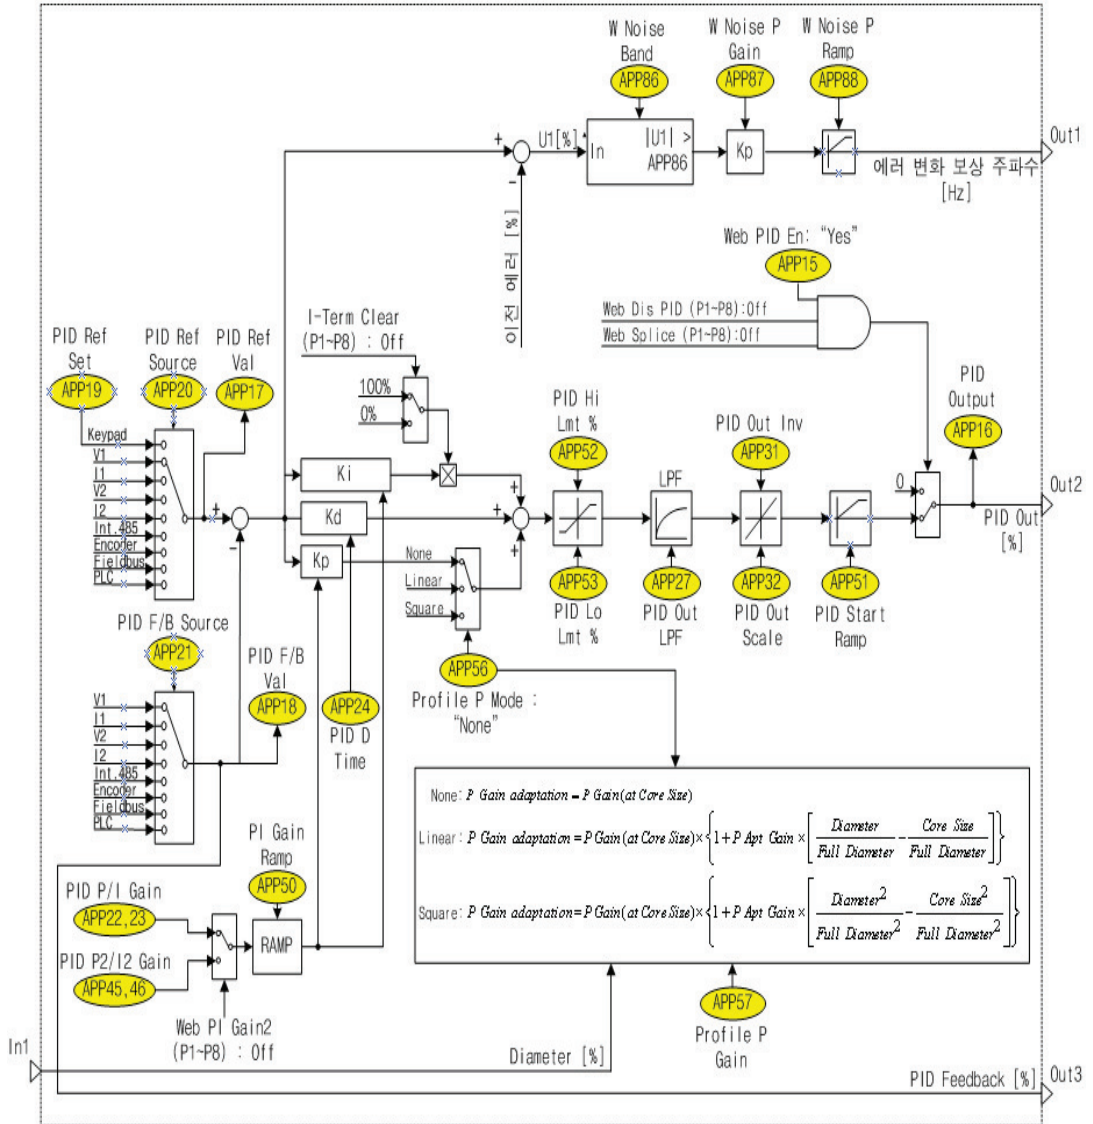 W Noise
Band
APP86
W Noise P
Gain
APP87
W Noise P
Ramp
APP88
+
U1[%]
In
|U1| >
APP86
Kp
Out1
에러 변화 보상 주파수
[Hz]
-
이전 에러 [%]
Web PID En: "Yes"
APP15
Web Dis PID (P1~P8):Off
Web Splice (P1~P8):Off
I-Term Clear
(P1~P8) : Off
100%
0%
PID Ref
Set
APP19
PID Ref
Source
APP20
PID Ref
Val
APP17
Keypad
V1
I1
V2
I2
Int.485
Encoder
Fieldbus
PLC
+
-
Ki
Kd
Kp
None
Linear
Square
+
+
+
PID Hi
Lmt %
APP52
APP53
PID Lo
Lmt %
LPF
APP27
PID Out
LPF
PID Out Inv
APP31
APP32
PID Out
Scale
APP51
PID Start
Ramp
PID
Output
APP16
0
Out2
PID Out
[%]
PID F/B Source
APP21
V1
I1
V2
I2
Int.485
Encoder
Fieldbus
PLC
PID F/B
Val
APP18
APP24
PID D
Time
APP56
Profile P Mode :
"None"
None: P Gain adaptation = P Gain(at Core Size)
Linear: P Gain adaptation = P Gain(at Core Size)×{1+P Apt Gain×[Diameter/Full Diameter - Core Size/Full Diameter]}
Square: P Gain adaptation= P Gain(at Core Size)×{1+P Apt Gain×[Diameter²/Full Diameter² - Core Size²/Full Diameter²]}
PI Gain
Ramp
APP50
RAMP
PID P/I Gain
APP22,23
PID P2/I2 Gain
APP45,46
Web PI Gain2
(P1~P8) : Off
APP57
Profile P
Gain
In1
Diameter [%]
PID Feedback [%]
Out3